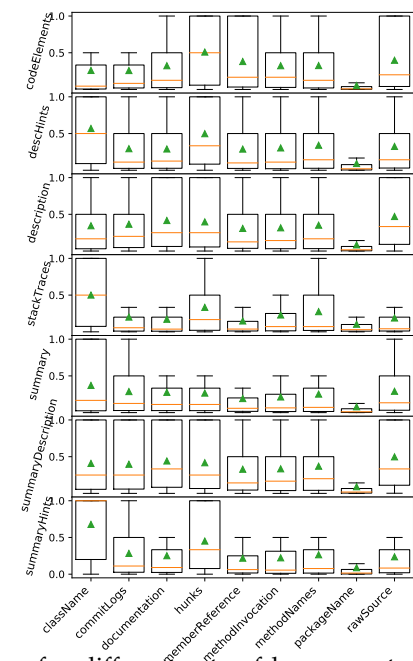 codeElements
1.0
0.5
descHints
1.0
0.5
description
1.0
0.5
stackTraces
1.0
0.5
summary
1.0
0.5
summaryDescription
1.0
0.5
summaryHints
1.0
0.5
0.0
className
commitLogs
documentation
hunks
memberReference
methodInvocation
methodNames
packageName
rawSource